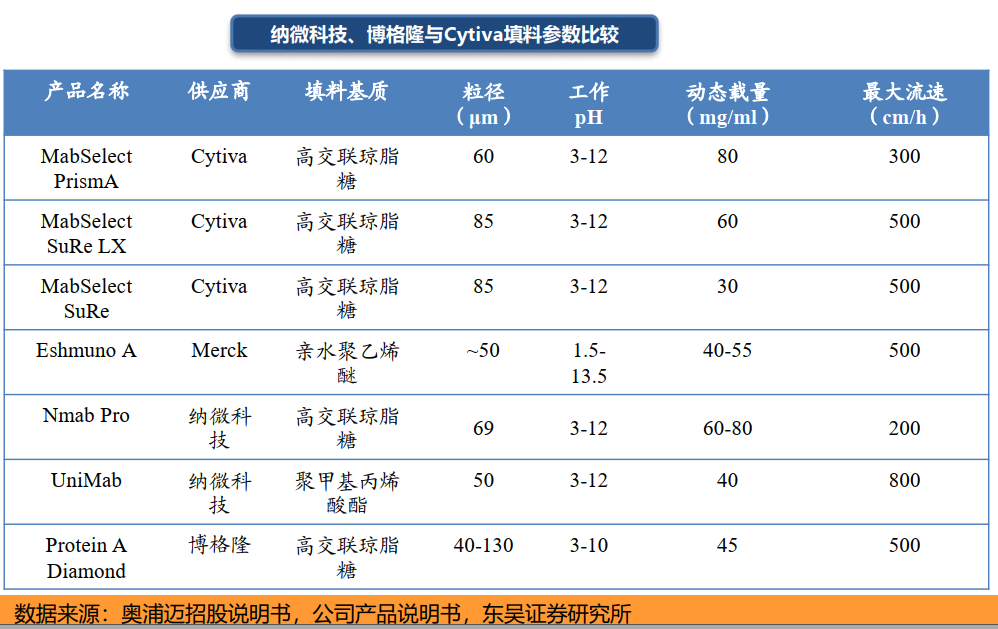 纳微科技、博格隆与Cytiva填料参数比较
产品名称 供应商 填料基质 粒径（μm） 工作pH 动态载量（mg/ml） 最大流速（cm/h）
MabSelect PrismA Cytiva 高交联琼脂糖 60 3-12 80 300
MabSelect SuRe LX Cytiva 高交联琼脂糖 85 3-12 60 500
MabSelect SuRe Cytiva 高交联琼脂糖 85 3-12 30 500
Eshmuno A Merck 亲水聚乙烯醚 ~50 1.5-13.5 40-55 500
Nmab Pro 纳微科技 高交联琼脂糖 69 3-12 60-80 200
UniMab 纳微科技 聚甲基丙烯酸酯 50 3-12 40 800
Protein A Diamond 博格隆 高交联琼脂糖 40-130 3-10 45 500
数据来源：奥浦迈招股说明书，公司产品说明书，东吴证券研究所